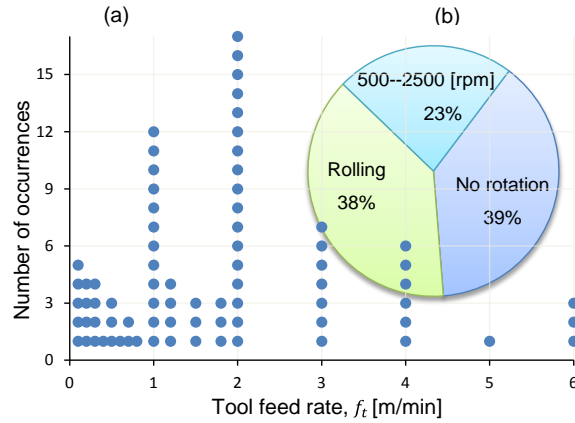 (a)
(b)
Number of occurrences
15
12
9
6
3
0
0 1 2 3 4 5 6
Tool feed rate, fₜ [m/min]
500--2500 [rpm]
23%
Rolling
38%
No rotation
39%